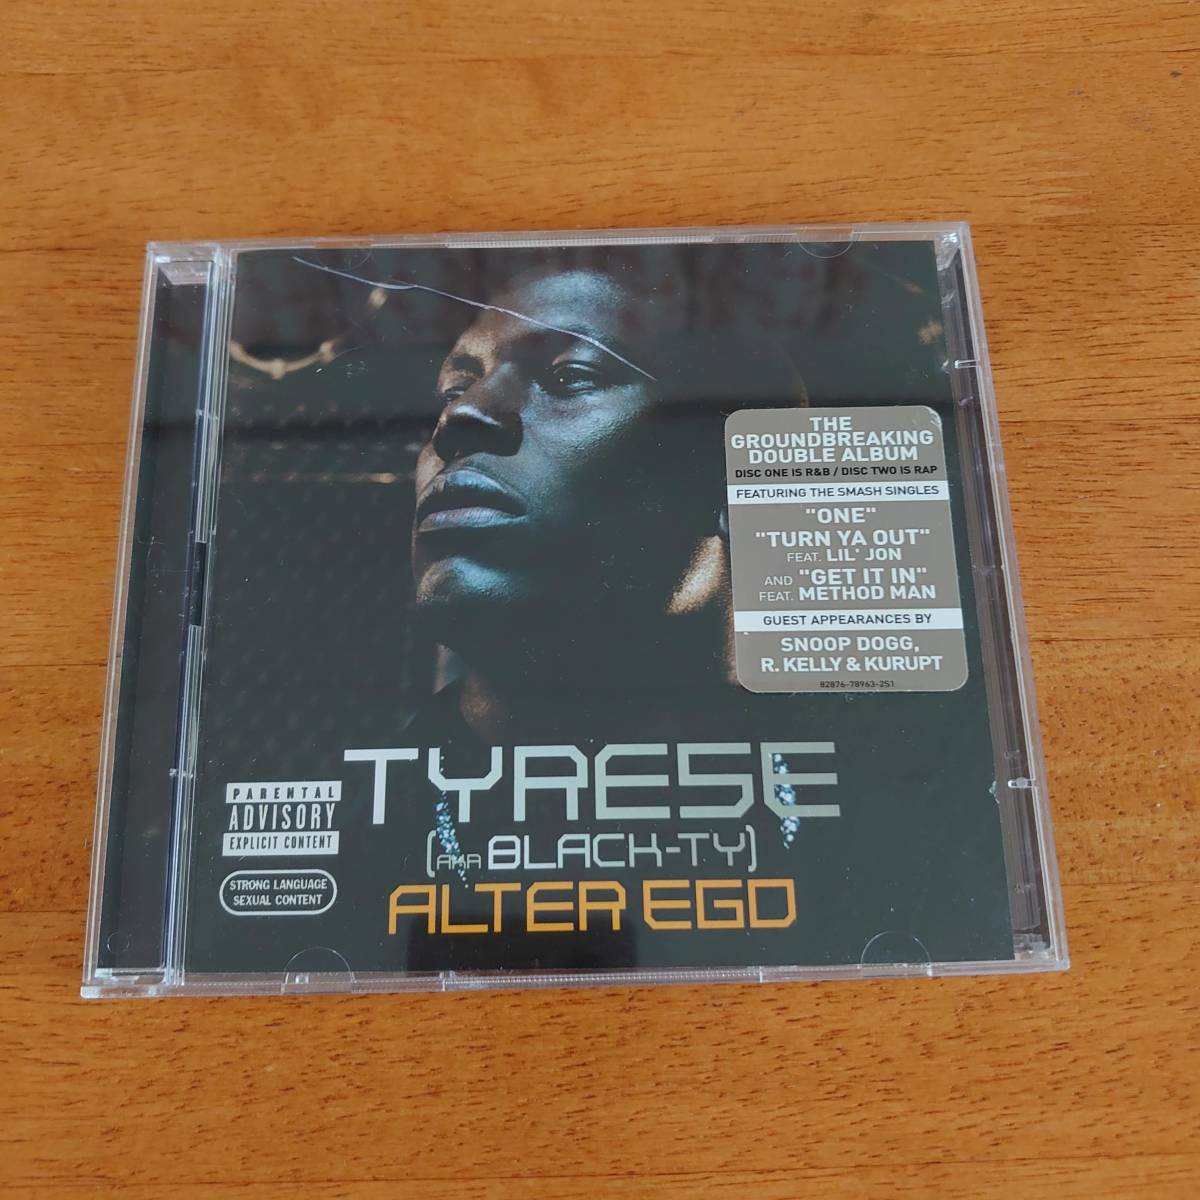 THE
GROUNDBREAKING
DOUBLE ALBUM
DISC ONE IS R&B / DISC TWO IS RAP
FEATURING THE SMASH SINGLES
"ONE"
"TURN YA OUT"
FEAT. LIL' JON
AND "GET IT IN"
FEAT. METHOD MAN
GUEST APPEARANCES BY
SNOOP DOGG,
R. KELLY & KURUPT
82876-78963-2S1
TYRESE
(AKA BLACK-TY)
ALTER EGO
PARENTAL
ADVISORY
EXPLICIT CONTENT
STRONG LANGUAGE
SEXUAL CONTENT